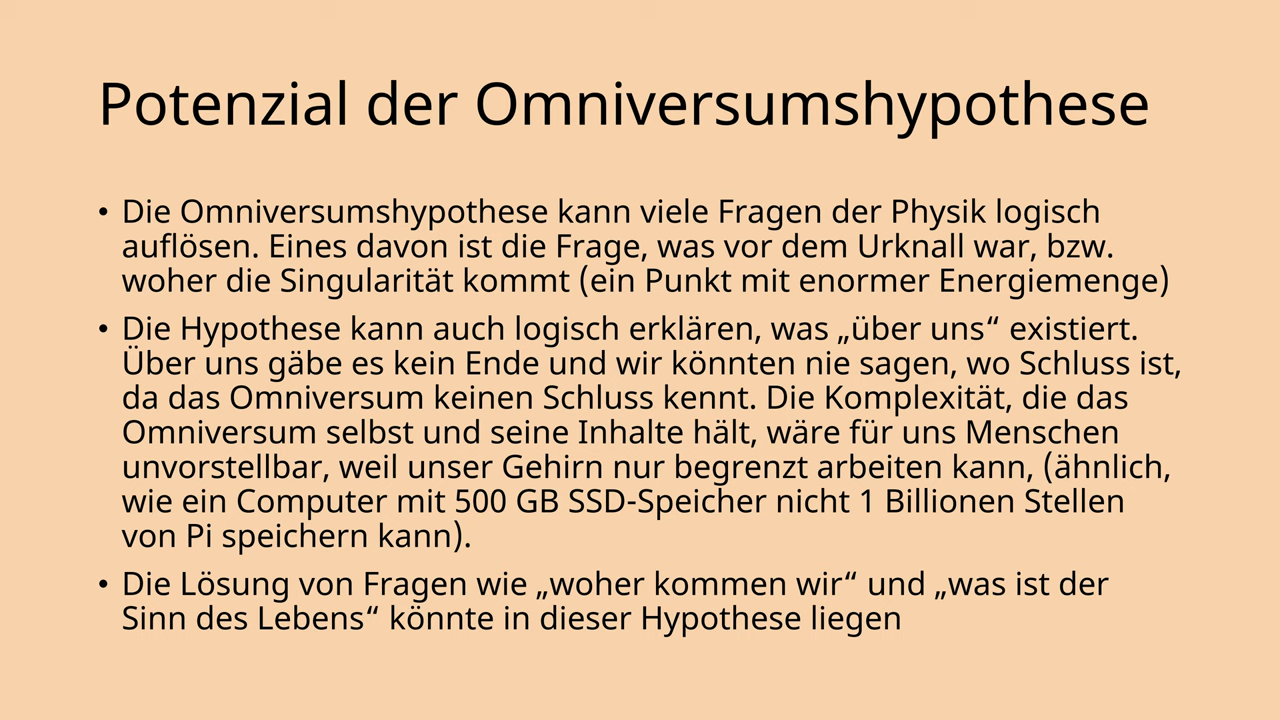 Potenzial der Omniversumshypothese
• Die Omniversumshypothese kann viele Fragen der Physik logisch
auflösen. Eines davon ist die Frage, was vor dem Urknall war, bzw.
woher die Singularität kommt (ein Punkt mit enormer Energiemenge)
• Die Hypothese kann auch logisch erklären, was „über uns“ existiert.
Über uns gäbe es kein Ende und wir könnten nie sagen, wo Schluss ist,
da das Omniversum keinen Schluss kennt. Die Komplexität, die das
Omniversum selbst und seine Inhalte hält, wäre für uns Menschen
unvorstellbar, weil unser Gehirn nur begrenzt arbeiten kann, (ähnlich,
wie ein Computer mit 500 GB SSD-Speicher nicht 1 Billionen Stellen
von Pi speichern kann).
• Die Lösung von Fragen wie „woher kommen wir“ und „was ist der
Sinn des Lebens“ könnte in dieser Hypothese liegen